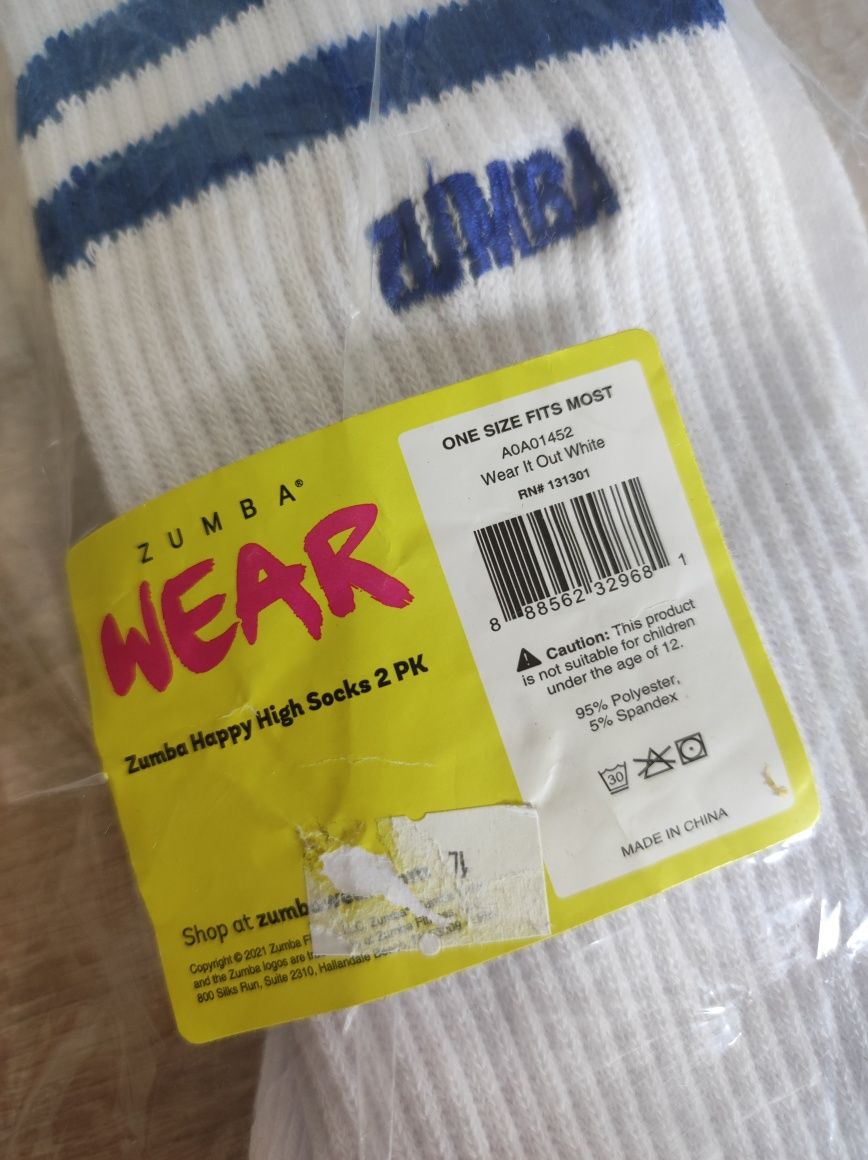 ZUMBA
ZUMBA®
WEAR
Zumba Happy High Socks 2 PK
Shop at zumb
Copyright © 2021 Zumba
and the Zumba logos are
800 Silks Run, Suite 2310, Hallandale
ONE SIZE FITS MOST
A0A01452
Wear It Out White
RN# 131301
8 88562 32968 1
Caution: This product
is not suitable for children
under the age of 12.
95% Polyester,
5% Spandex
30
MADE IN CHINA